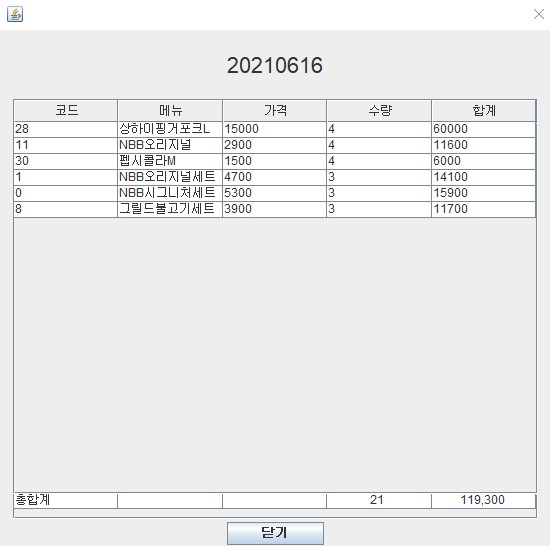 20210616
코드 메뉴 가격 수량 합계
28 상하이핑거포크L 15000 4 60000
11 NBB오리지널 2900 4 11600
30 펩시콜라M 1500 4 6000
1 NBB오리지널세트 4700 3 14100
0 NBB시그니처세트 5300 3 15900
8 그릴드불고기세트 3900 3 11700
총합계 21 119,300
닫기